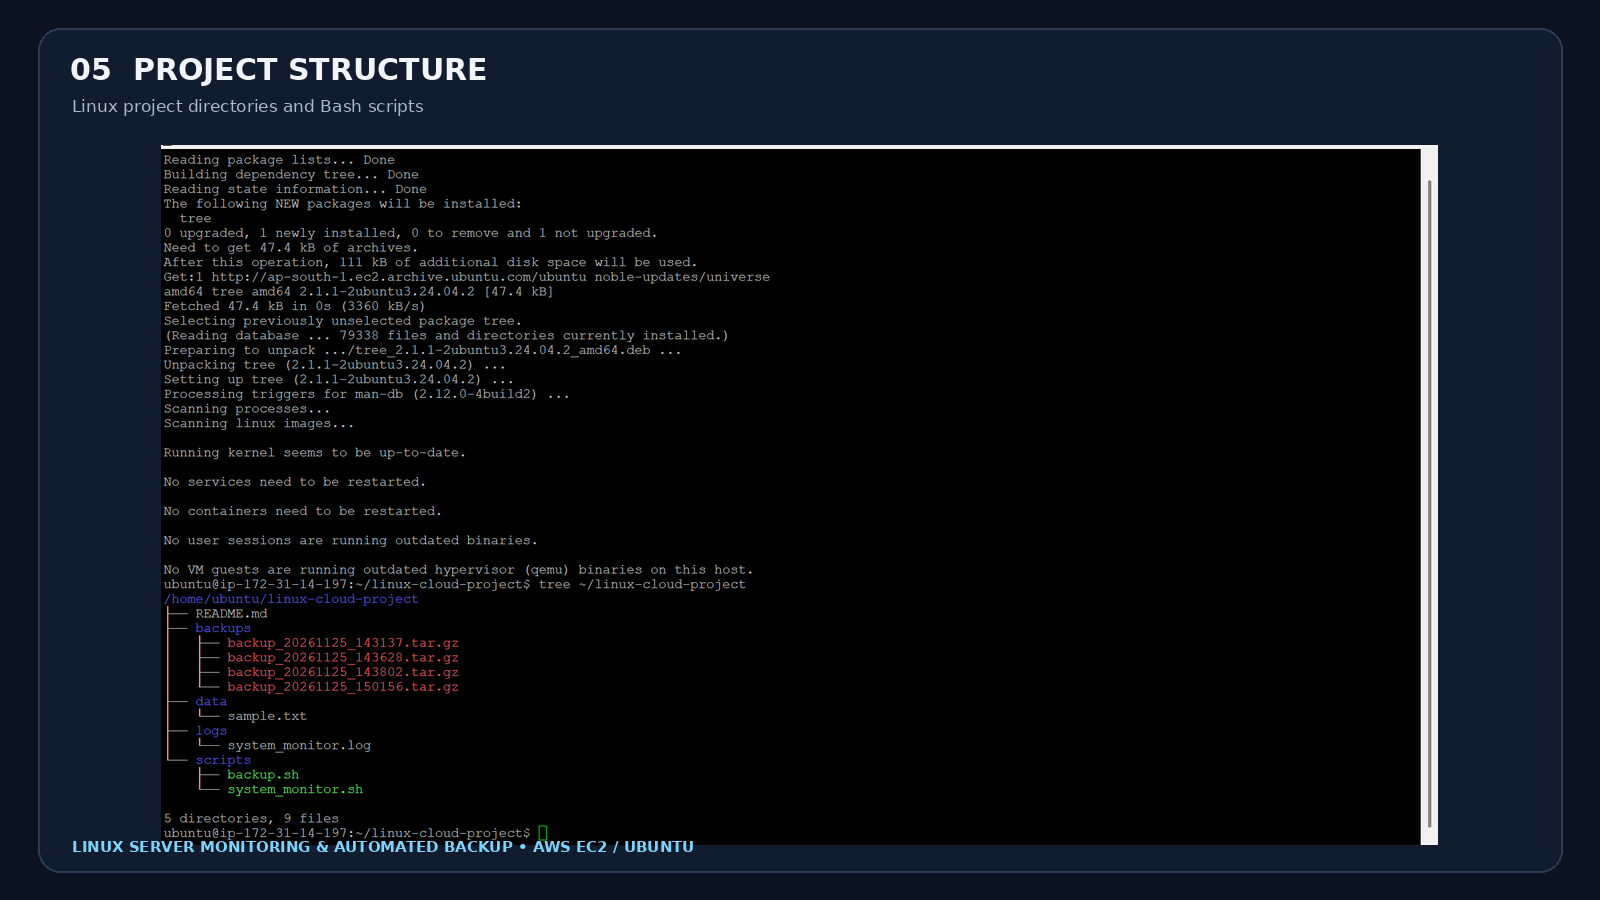 05 PROJECT STRUCTURE
Linux project directories and Bash scripts
Reading package lists... Done
Building dependency tree... Done
Reading state information... Done
The following NEW packages will be installed:
  tree
0 upgraded, 1 newly installed, 0 to remove and 1 not upgraded.
Need to get 47.4 kB of archives.
After this operation, 111 kB of additional disk space will be used.
Get:1 http://ap-south-1.ec2.archive.ubuntu.com/ubuntu noble-updates/universe
amd64 tree amd64 2.1.1-2ubuntu3.24.04.2 [47.4 kB]
Fetched 47.4 kB in 0s (3360 kB/s)
Selecting previously unselected package tree.
(Reading database ... 79338 files and directories currently installed.)
Preparing to unpack .../tree_2.1.1-2ubuntu3.24.04.2_amd64.deb ...
Unpacking tree (2.1.1-2ubuntu3.24.04.2) ...
Setting up tree (2.1.1-2ubuntu3.24.04.2) ...
Processing triggers for man-db (2.12.0-4build2) ...
Scanning processes...
Scanning linux images...
Running kernel seems to be up-to-date.
No services need to be restarted.
No containers need to be restarted.
No user sessions are running outdated binaries.
No VM guests are running outdated hypervisor (qemu) binaries on this host.
ubuntu@ip-172-31-14-197:~/linux-cloud-project$ tree ~/linux-cloud-project
/home/ubuntu/linux-cloud-project
├── README.md
├── backups
│   ├── backup_20261125_143137.tar.gz
│   ├── backup_20261125_143628.tar.gz
│   ├── backup_20261125_143802.tar.gz
│   └── backup_20261125_150156.tar.gz
├── data
│   └── sample.txt
├── logs
│   └── system_monitor.log
└── scripts
    ├── backup.sh
    └── system_monitor.sh
5 directories, 9 files
ubuntu@ip-172-31-14-197:~/linux-cloud-project$
LINUX SERVER MONITORING & AUTOMATED BACKUP • AWS EC2 / UBUNTU